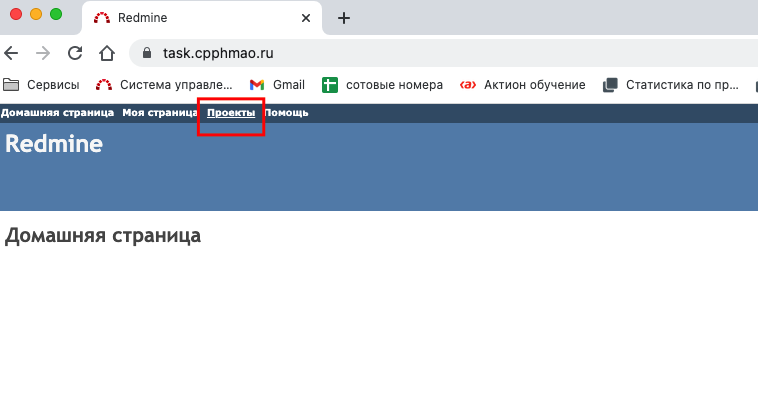 Redmine
task.cpphmao.ru
Сервисы Система управле... Gmail сотовые номера Актион обучение Статистика по пр...
Домашняя страница Моя страница Проекты Помощь
Redmine
Домашняя страница